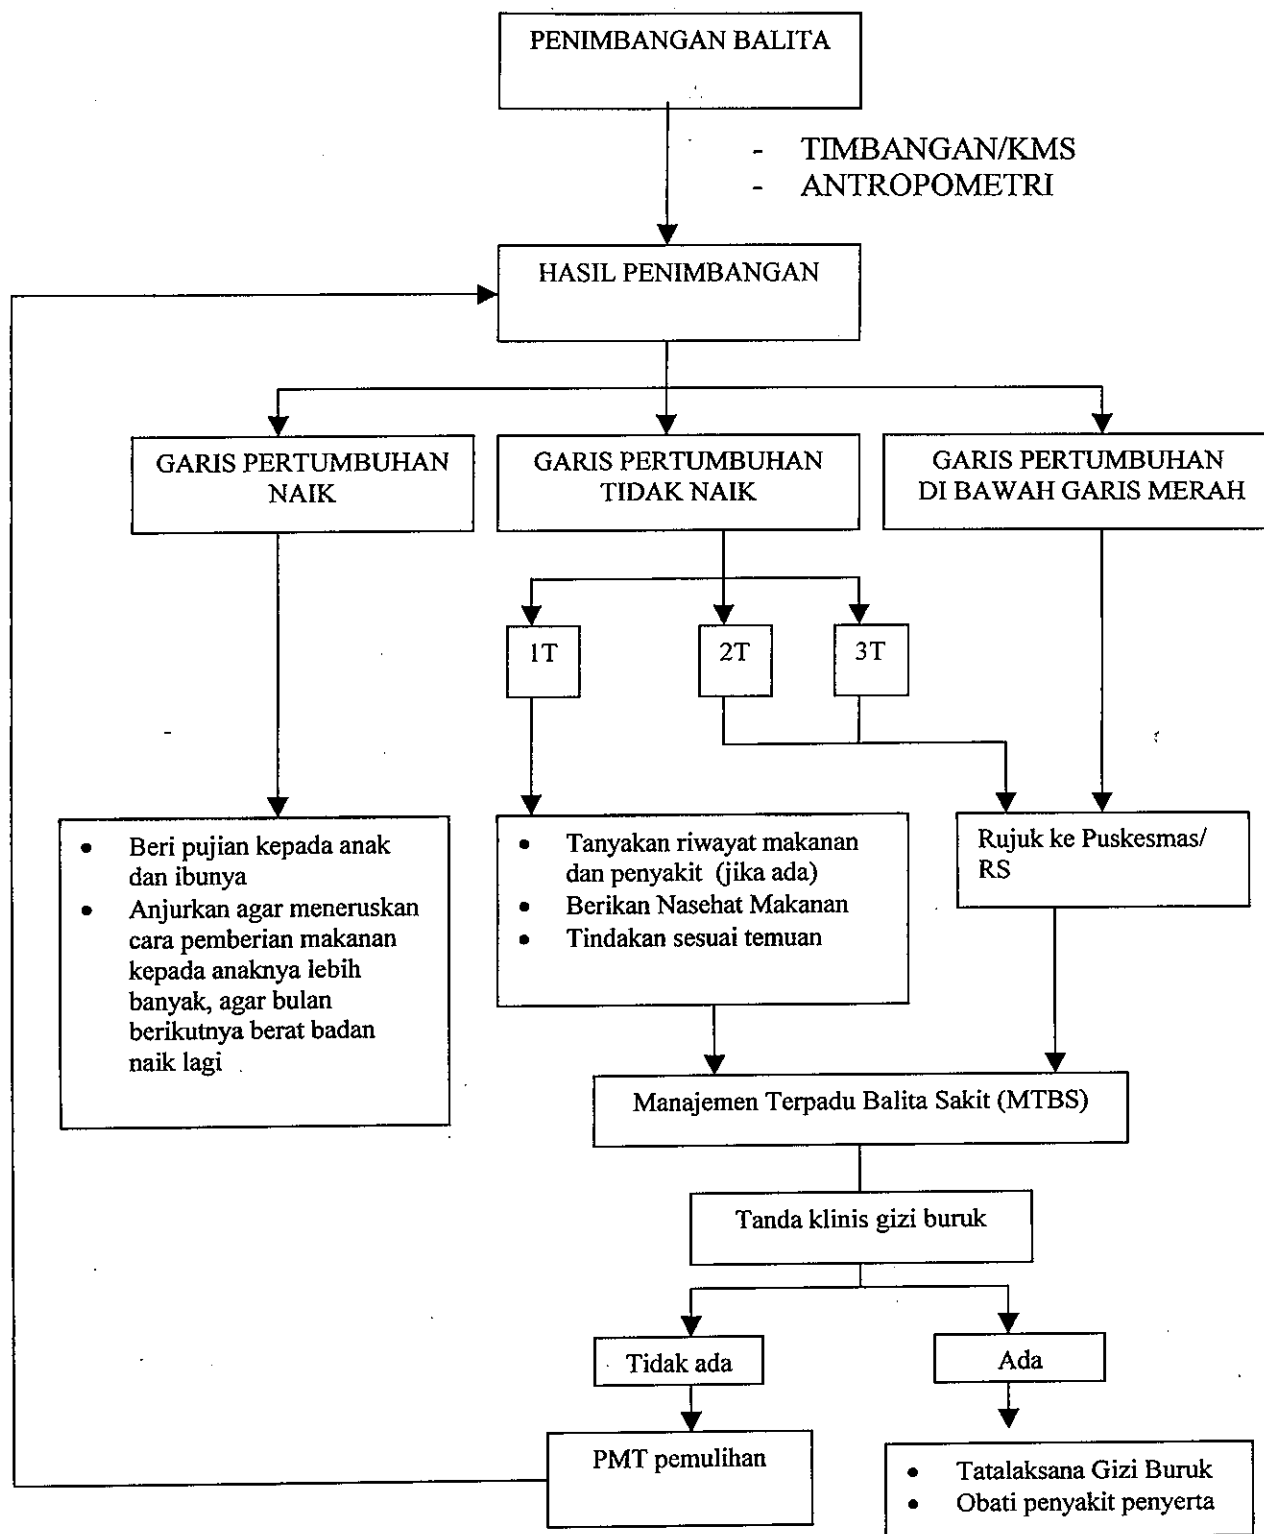 PENIMBANGAN BALITA
- TIMBANGAN/KMS
- ANTROPOMETRI
HASIL PENIMBANGAN
GARIS PERTUMBUHAN
NAIK
GARIS PERTUMBUHAN
TIDAK NAIK
GARIS PERTUMBUHAN
DI BAWAH GARIS MERAH
1T
2T
3T
• Beri pujian kepada anak
dan ibunya
• Anjurkan agar meneruskan
cara pemberian makanan
kepada anaknya lebih
banyak, agar bulan
berikutnya berat badan
naik lagi
• Tanyakan riwayat makanan
dan penyakit (jika ada)
• Berikan Nasehat Makanan
• Tindakan sesuai temuan
Rujuk ke Puskesmas/
RS
Manajemen Terpadu Balita Sakit (MTBS)
Tanda klinis gizi buruk
Tidak ada
Ada
PMT pemulihan
• Tatalaksana Gizi Buruk
• Obati penyakit penyerta